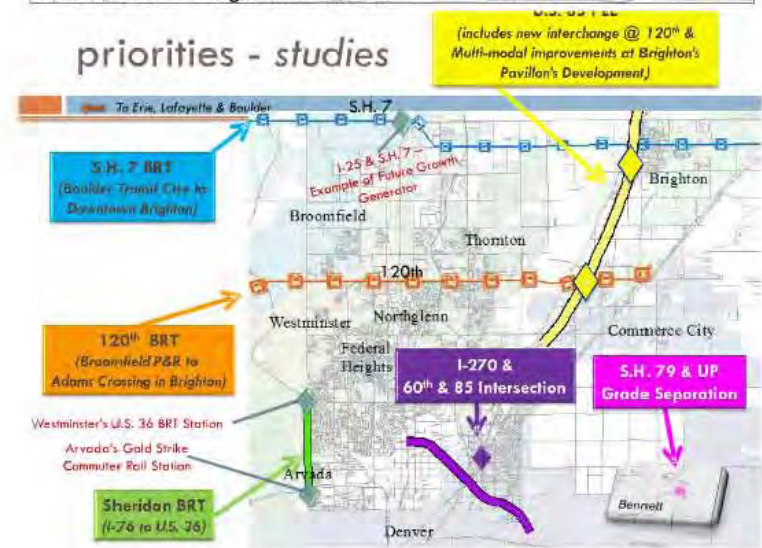 (includes new interchange @ 120th &
Multi-modal improvements at Brighton's
Pavilion's Development)
priorities - studies
To Erie, Lafayette & Boulder
S.H. 7
S.H. 7 BRT
(Boulder Transit City to
Downtown Brighton)
I-25 & S.H. 7 –
Example of Future Growth
Generator
Brighton
Broomfield
Thornton
120th
Westminster
Northglenn
Commerce City
Federal
Heights
120th BRT
(Broomfield P&R to
Adams Crossing in Brighton)
I-270 &
60th & 85 Intersection
S.H. 79 & UP
Grade Separation
Westminster's U.S. 36 BRT Station
Arvada's Gold Strike
Commuter Rail Station
Arvada
Sheridan BRT
(I-76 to U.S. 36)
Bennett
Denver